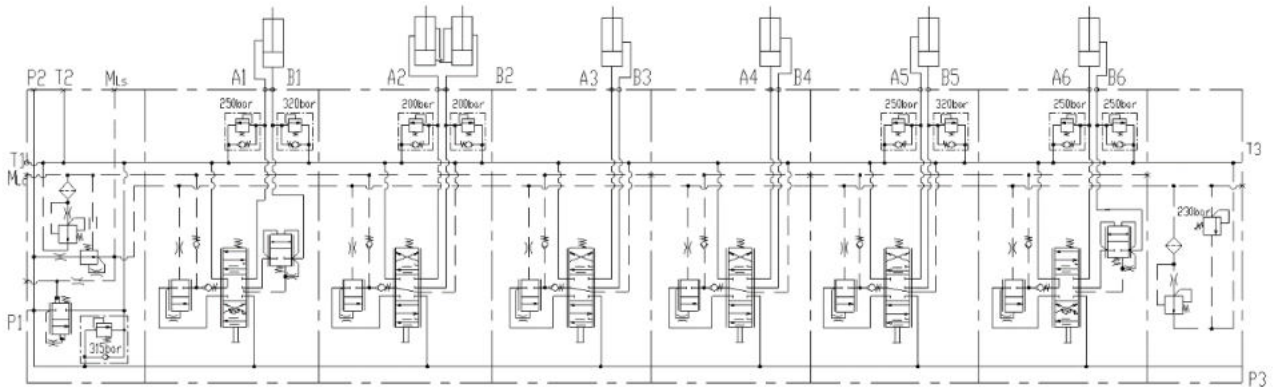 P2 T2 MLs A1 B1 A2 B2 A3 B3 A4 B4 A5 B5 A6 B6
250bar 320bar 200bar 200bar 250bar 320bar 250bar 250bar
T1 T3
230bar
P1
315bar
P3